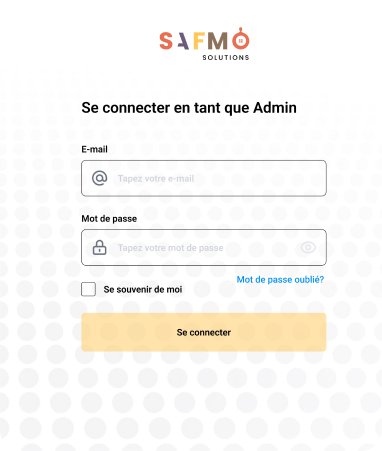 SAFMO
SOLUTIONS
Se connecter en tant que Admin
E-mail
Tapez votre e-mail
Mot de passe
Tapez votre mot de passe
Mot de passe oublié?
Se souvenir de moi
Se connecter